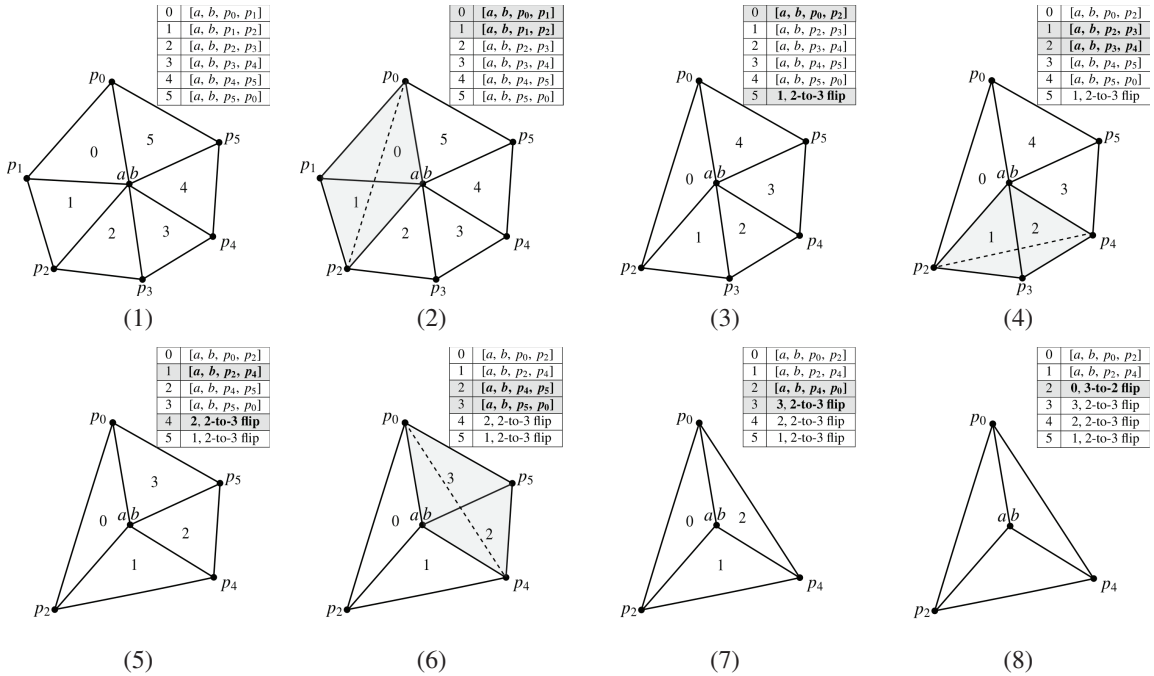 0 [a, b, p0, p1]
1 [a, b, p1, p2]
2 [a, b, p2, p3]
3 [a, b, p3, p4]
4 [a, b, p4, p5]
5 [a, b, p5, p0]
p0
p5
p1
p4
p2
p3
a b
0
1
2
3
4
5
(1)
0 [a, b, p0, p1]
1 [a, b, p1, p2]
2 [a, b, p2, p3]
3 [a, b, p3, p4]
4 [a, b, p4, p5]
5 [a, b, p5, p0]
p0
p5
p1
p4
p2
p3
a b
0
1
2
3
4
5
(2)
0 [a, b, p0, p2]
1 [a, b, p2, p3]
2 [a, b, p3, p4]
3 [a, b, p4, p5]
4 [a, b, p5, p0]
5 1, 2-to-3 flip
p0
p5
p4
p2
p3
a b
0
1
2
3
4
(3)
0 [a, b, p0, p2]
1 [a, b, p2, p3]
2 [a, b, p3, p4]
3 [a, b, p4, p5]
4 [a, b, p5, p0]
5 1, 2-to-3 flip
p0
p5
p4
p2
p3
a b
0
1
2
3
4
(4)
0 [a, b, p0, p2]
1 [a, b, p2, p4]
2 [a, b, p4, p5]
3 [a, b, p5, p0]
4 2, 2-to-3 flip
5 1, 2-to-3 flip
p0
p5
p4
p2
a b
0
1
2
3
(5)
0 [a, b, p0, p2]
1 [a, b, p2, p4]
2 [a, b, p4, p5]
3 [a, b, p5, p0]
4 2, 2-to-3 flip
5 1, 2-to-3 flip
p0
p5
p4
p2
a b
0
1
2
3
(6)
0 [a, b, p0, p2]
1 [a, b, p2, p4]
2 [a, b, p4, p0]
3 3, 2-to-3 flip
4 2, 2-to-3 flip
5 1, 2-to-3 flip
p0
p4
p2
a b
0
1
2
(7)
0 [a, b, p0, p2]
1 [a, b, p2, p4]
2 0, 3-to-2 flip
3 3, 2-to-3 flip
4 2, 2-to-3 flip
5 1, 2-to-3 flip
p0
p4
p2
a b
(8)